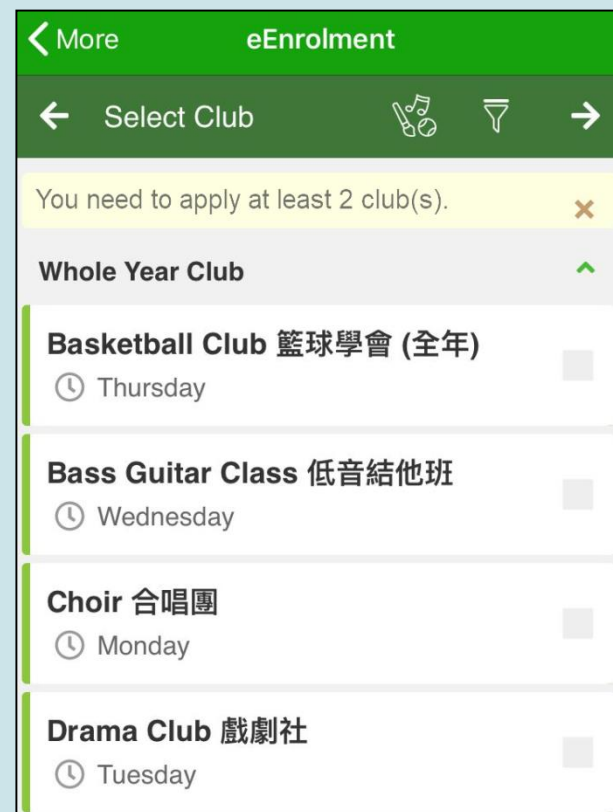 More eEnrolment
Select Club
You need to apply at least 2 club(s).
Whole Year Club
Basketball Club 籃球學會 (全年)
Thursday
Bass Guitar Class 低音結他班
Wednesday
Choir 合唱團
Monday
Drama Club 戲劇社
Tuesday